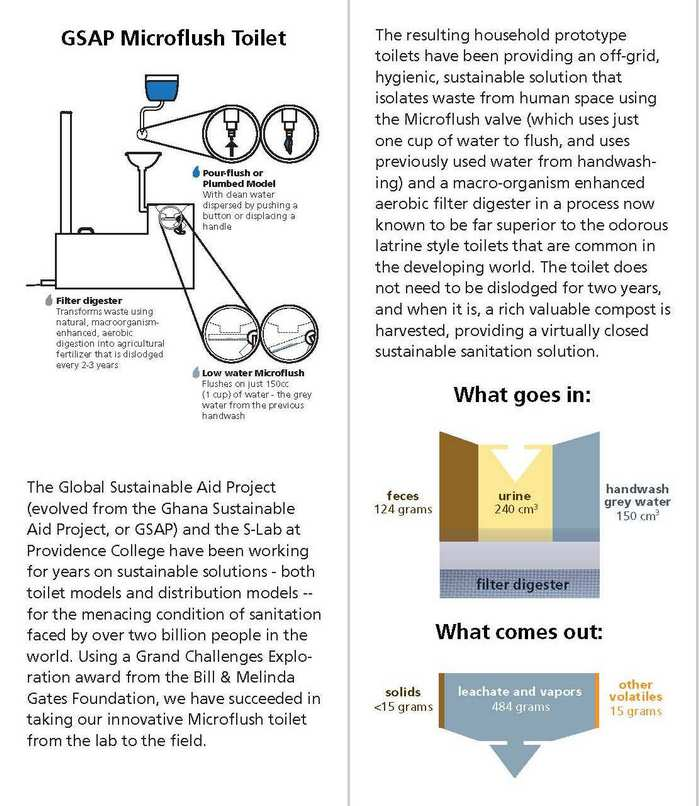 GSAP Microflush Toilet
Pour-flush or
Plumbed Model
With clean water
dispersed by pushing a
button or displacing a
handle
Filter digester
Transforms waste using
natural, macroorganism-
enhanced, aerobic
digestion into agricultural
fertilizer that is dislodged
every 2-3 years
Low water Microflush
Flushes on just 150cc
(1 cup) of water - the grey
water from the previous
handwash
The Global Sustainable Aid Project
(evolved from the Ghana Sustainable
Aid Project, or GSAP) and the S-Lab at
Providence College have been working
for years on sustainable solutions - both
toilet models and distribution models --
for the menacing condition of sanitation
faced by over two billion people in the
world. Using a Grand Challenges Explo-
ration award from the Bill & Melinda
Gates Foundation, we have succeeded in
taking our innovative Microflush toilet
from the lab to the field.
The resulting household prototype
toilets have been providing an off-grid,
hygienic, sustainable solution that
isolates waste from human space using
the Microflush valve (which uses just
one cup of water to flush, and uses
previously used water from handwash-
ing) and a macro-organism enhanced
aerobic filter digester in a process now
known to be far superior to the odorous
latrine style toilets that are common in
the developing world. The toilet does
not need to be dislodged for two years,
and when it is, a rich valuable compost is
harvested, providing a virtually closed
sustainable sanitation solution.
What goes in:
feces
124 grams
urine
240 cm³
handwash
grey water
150 cm³
filter digester
What comes out:
solids
<15 grams
leachate and vapors
484 grams
other
volatiles
15 grams